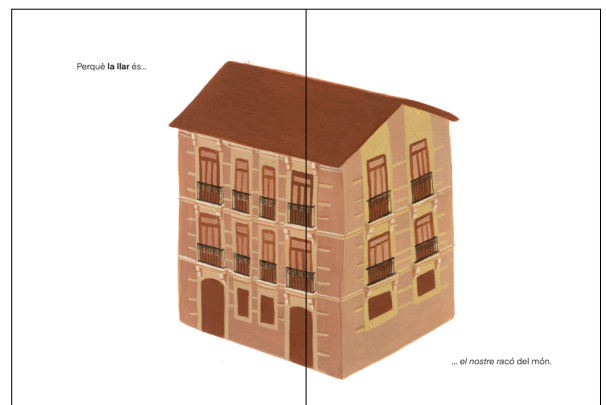 Perquè la llar és...
... el nostre racó del món.